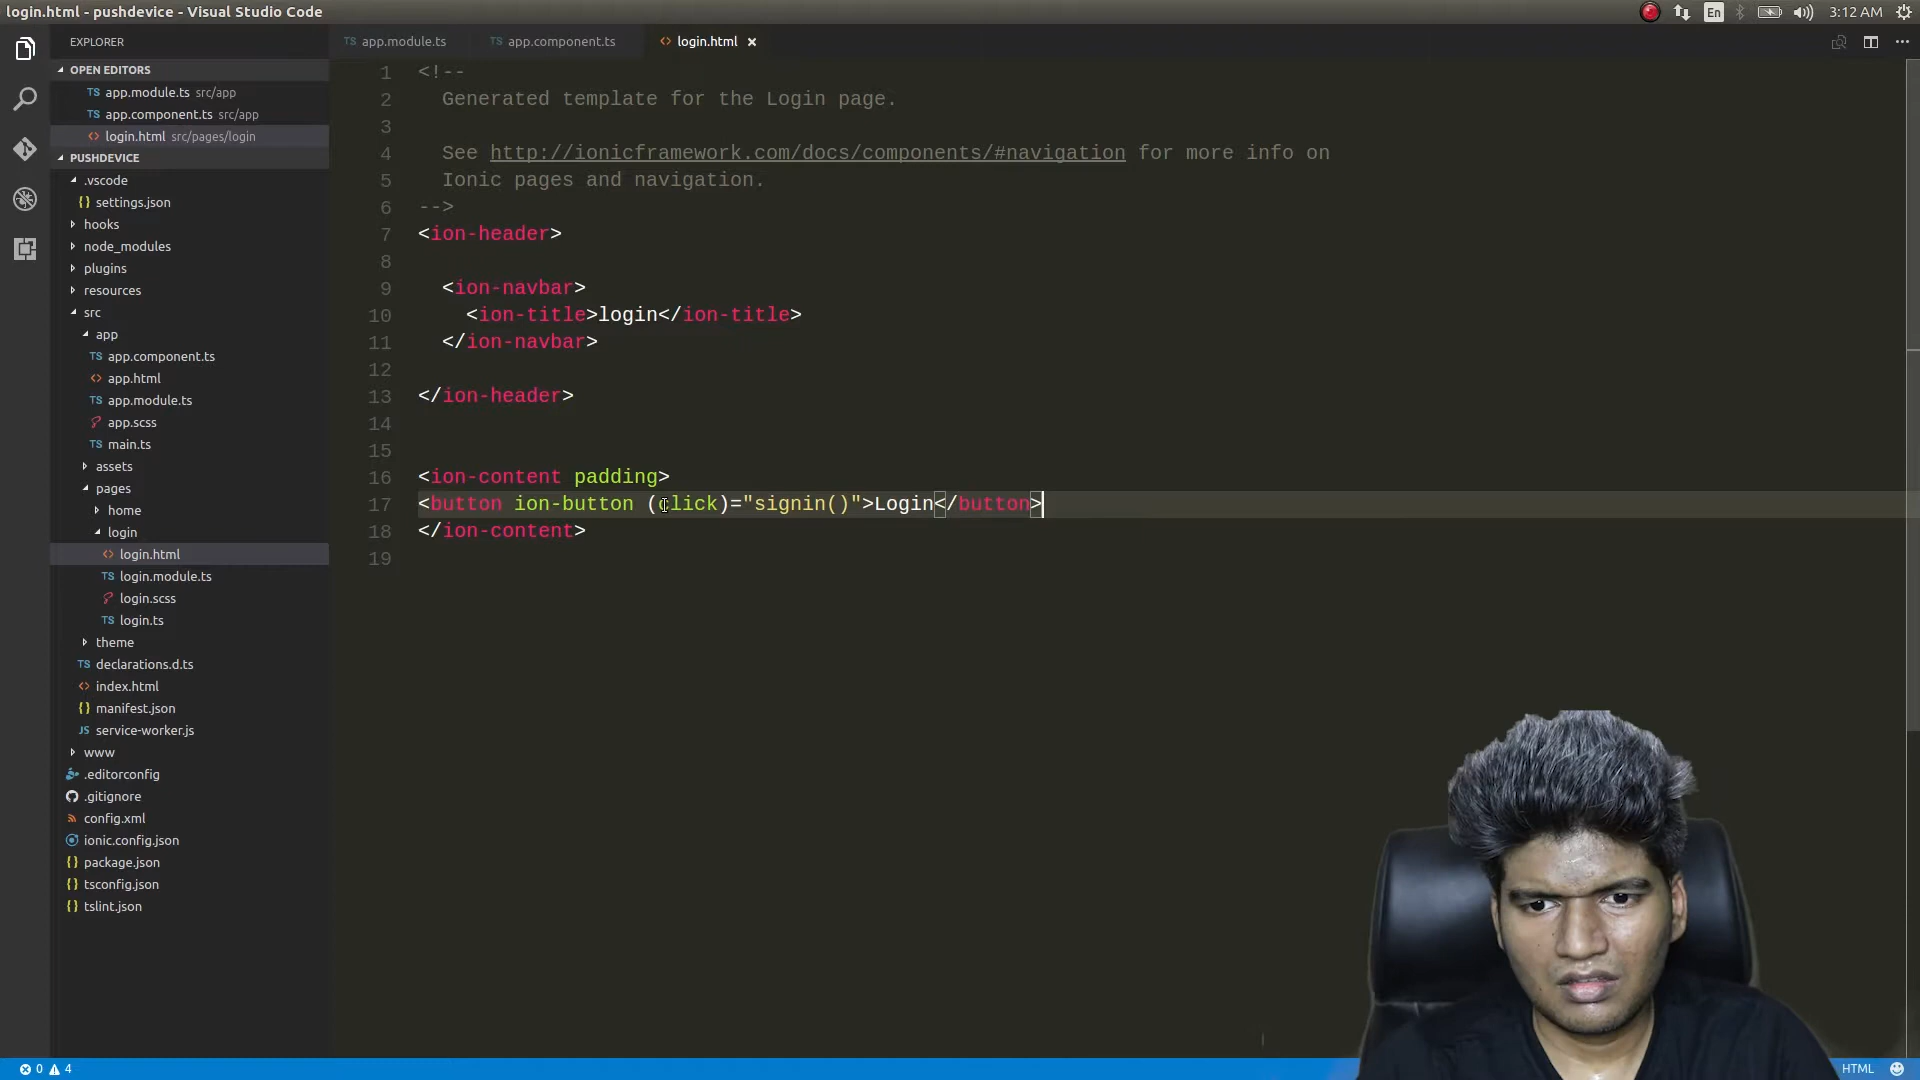 login.html - pushdevice - Visual Studio Code
En
3:12 AM
EXPLORER
OPEN EDITORS
app.module.ts src/app
app.component.ts src/app
login.html src/pages/login
PUSHDEVICE
.vscode
settings.json
hooks
node_modules
plugins
resources
src
app
app.component.ts
app.html
app.module.ts
app.scss
main.ts
assets
pages
home
login
login.html
login.module.ts
login.scss
login.ts
theme
declarations.d.ts
index.html
manifest.json
service-worker.js
www
.editorconfig
.gitignore
config.xml
ionic.config.json
package.json
tsconfig.json
tslint.json
app.module.ts
app.component.ts
login.html
1 <!--
2 Generated template for the Login page.
3
4 See http://ionicframework.com/docs/components/#navigation for more info on
5 Ionic pages and navigation.
6 -->
7 <ion-header>
8
9 <ion-navbar>
10 <ion-title>login</ion-title>
11 </ion-navbar>
12
13 </ion-header>
14
15
16 <ion-content padding>
17 <button ion-button (click)="signin()">Login</button>
18 </ion-content>
19
0 4
HTML